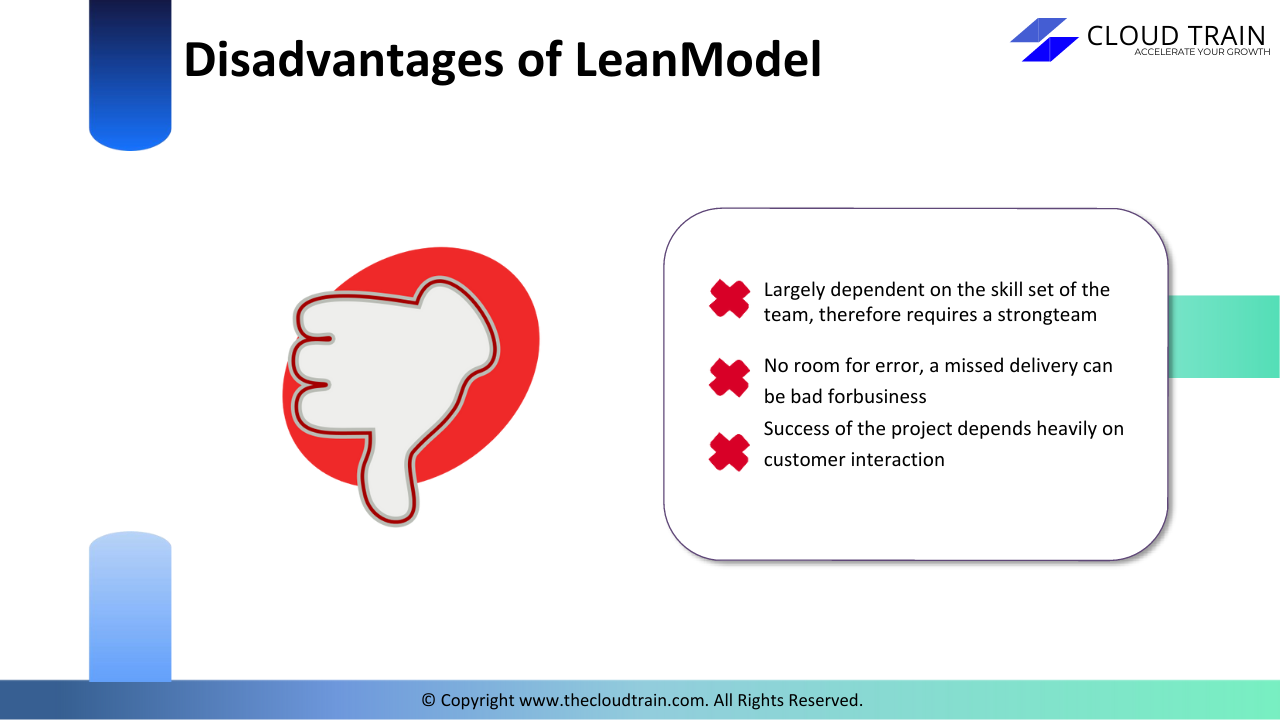 Disadvantages of LeanModel
CLOUD TRAIN
ACCELERATE YOUR GROWTH
Largely dependent on the skill set of the
team, therefore requires a strongteam
No room for error, a missed delivery can
be bad forbusiness
Success of the project depends heavily on
customer interaction
© Copyright www.thecloudtrain.com. All Rights Reserved.